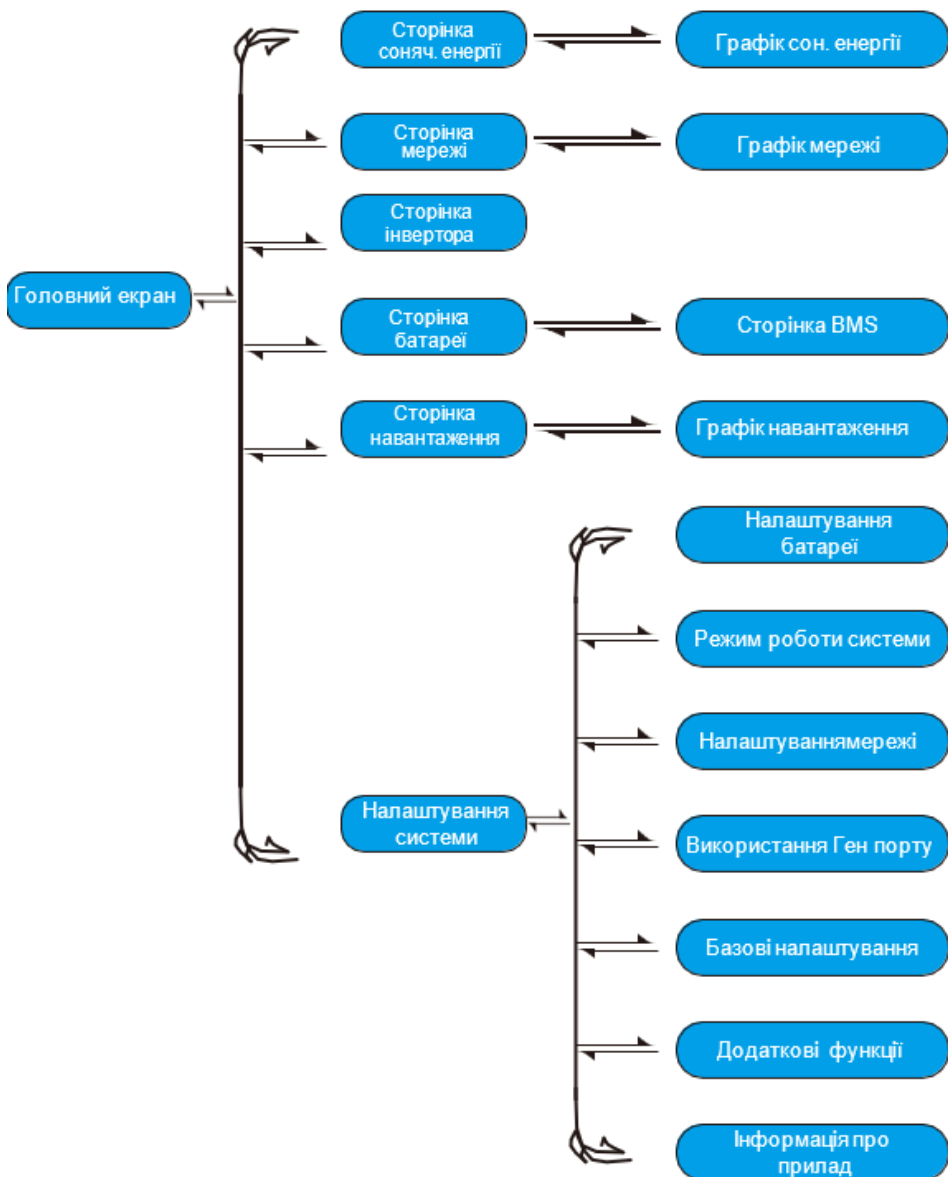 Сторінка
соняч. енергії
Графік сон. енергії
Сторінка
мережі
Графік мережі
Сторінка
інвертора
Головний екран
Сторінка
батареї
Сторінка BMS
Сторінка
навантаження
Графік навантаження
Налаштування
батареї
Режим роботи системи
Налаштуваннямережі
Налаштування
системи
Використання Ген порту
Базові налаштування
Додаткові функції
Інформація про
прилад